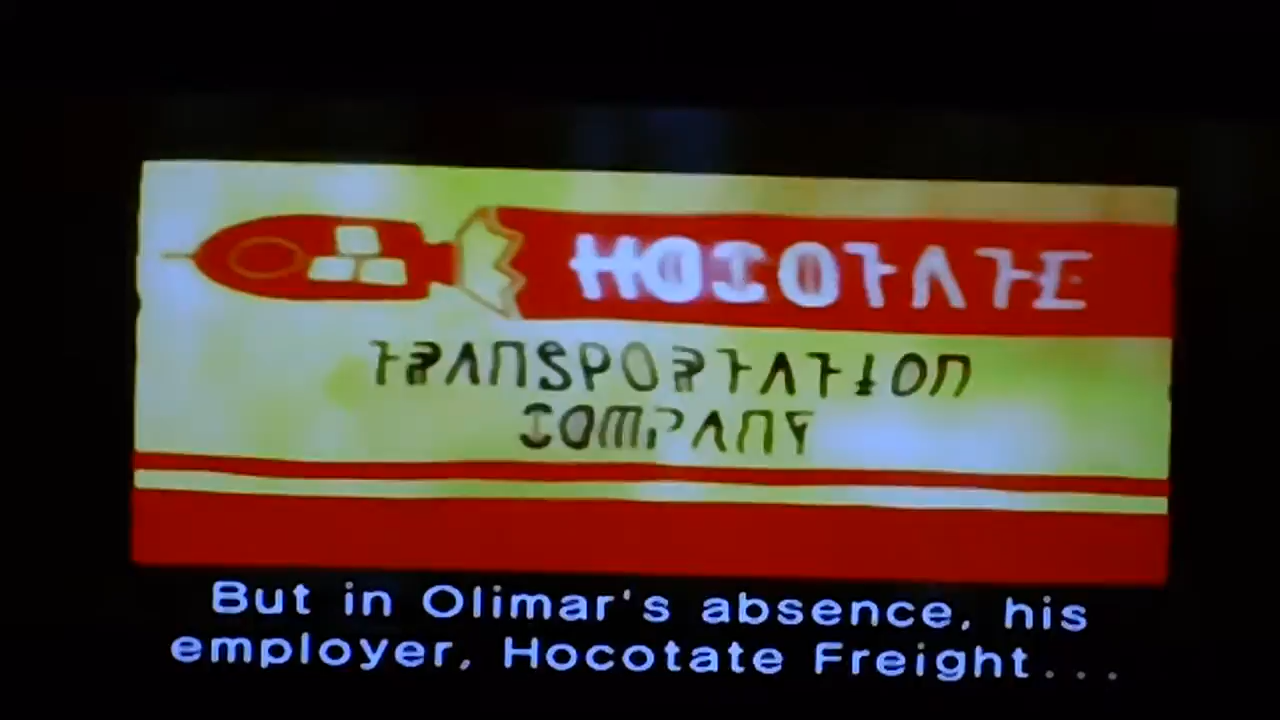 HOCOTATE
TRANSPORTATION
COMPANY
But in Olimar's absence, his
employer, Hocotate Freight...